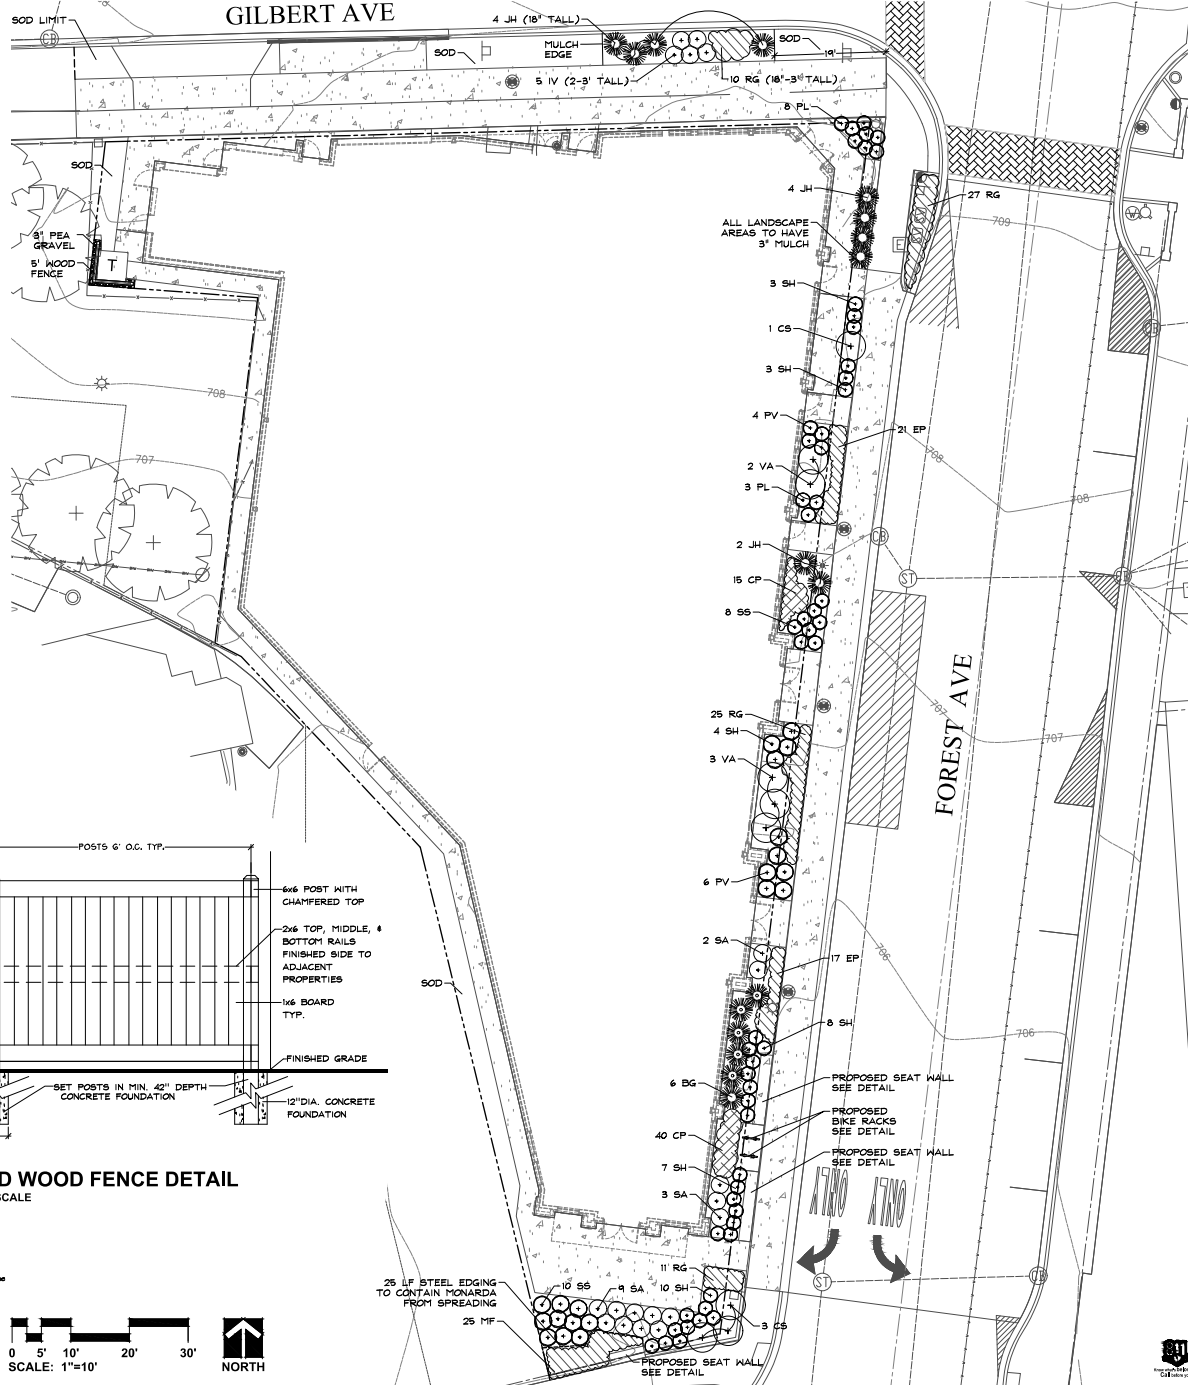 GILBERT AVE
SOD LIMIT
CB
4 JH (18" TALL)
MULCH
EDGE
SOD
SOD
19'
5 IV (2-3' TALL)
10 RG (18"-3' TALL)
8 PL
SOD
4 JH
27 RG
709
ALL LANDSCAPE
AREAS TO HAVE
3" MULCH
W
E
3" PEA
GRAVEL
5' WOOD
FENCE
T
3 SH
1 CS
CB
3 SH
708
4 PV
21 EP
708
707
2 VA
3 PL
708
CB
2 JH
15 CP
ST
CB
8 SS
FOREST AVE
25 RG
4 SH
707
707
3 VA
POSTS 6' O.C. TYP.
6x6 POST WITH
CHAMFERED TOP
6 PV
2x6 TOP, MIDDLE, &
BOTTOM RAILS
FINISHED SIDE TO
ADJACENT
PROPERTIES
2 SA
17 EP
706
SOD
1x6 BOARD
TYP.
8 SH
706
FINISHED GRADE
SET POSTS IN MIN. 42" DEPTH
CONCRETE FOUNDATION
12"DIA. CONCRETE
FOUNDATION
6 BG
PROPOSED SEAT WALL
SEE DETAIL
PROPOSED
BIKE RACKS
SEE DETAIL
40 CP
PROPOSED SEAT WALL
SEE DETAIL
D WOOD FENCE DETAIL
SCALE
7 SH
3 SA
ONLY
ONLY
11 RG
ST
CB
25 LF STEEL EDGING
TO CONTAIN MONARDA
FROM SPREADING
10 SS
9 SA
10 SH
25 MF
3 CS
PROPOSED SEAT WALL
SEE DETAIL
0 5' 10' 20' 30'
SCALE: 1"=10'
NORTH
811